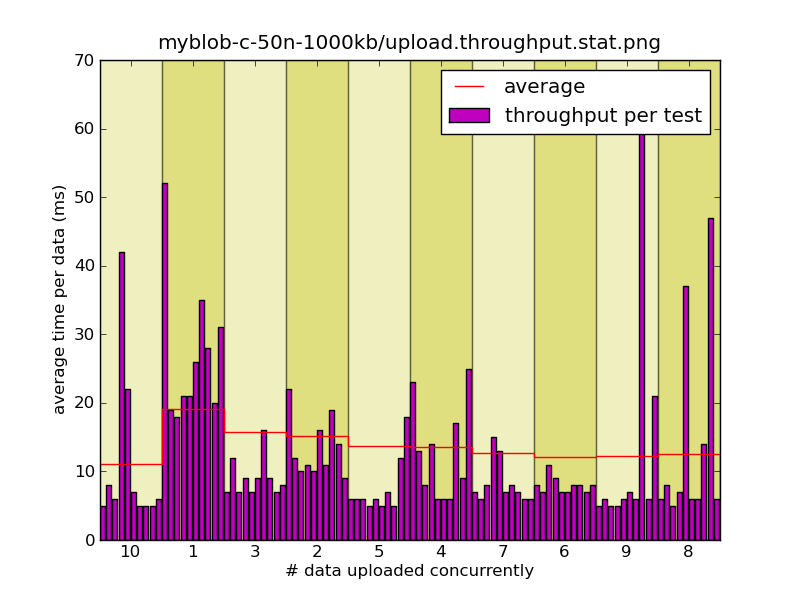 myblob-c-50n-1000kb/upload.throughput.stat.png
average
throughput per test
average time per data (ms)
70
60
50
40
30
20
10
0
10 1 3 2 5 4 7 6 9 8
# data uploaded concurrently